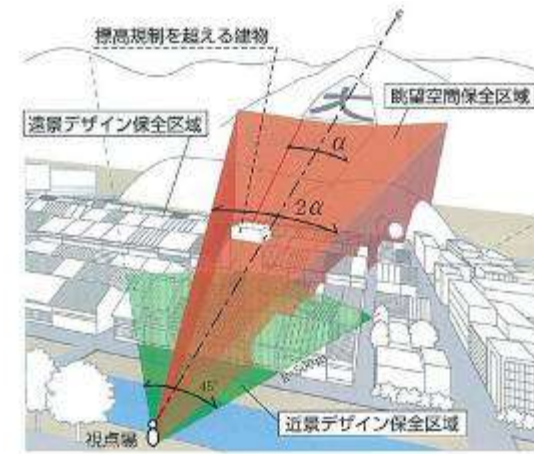 標高規制を超える建物
大
眺望空間保全区域
遠景デザイン保全区域
α
2α
R=500m
45°
近景デザイン保全区域
視点場